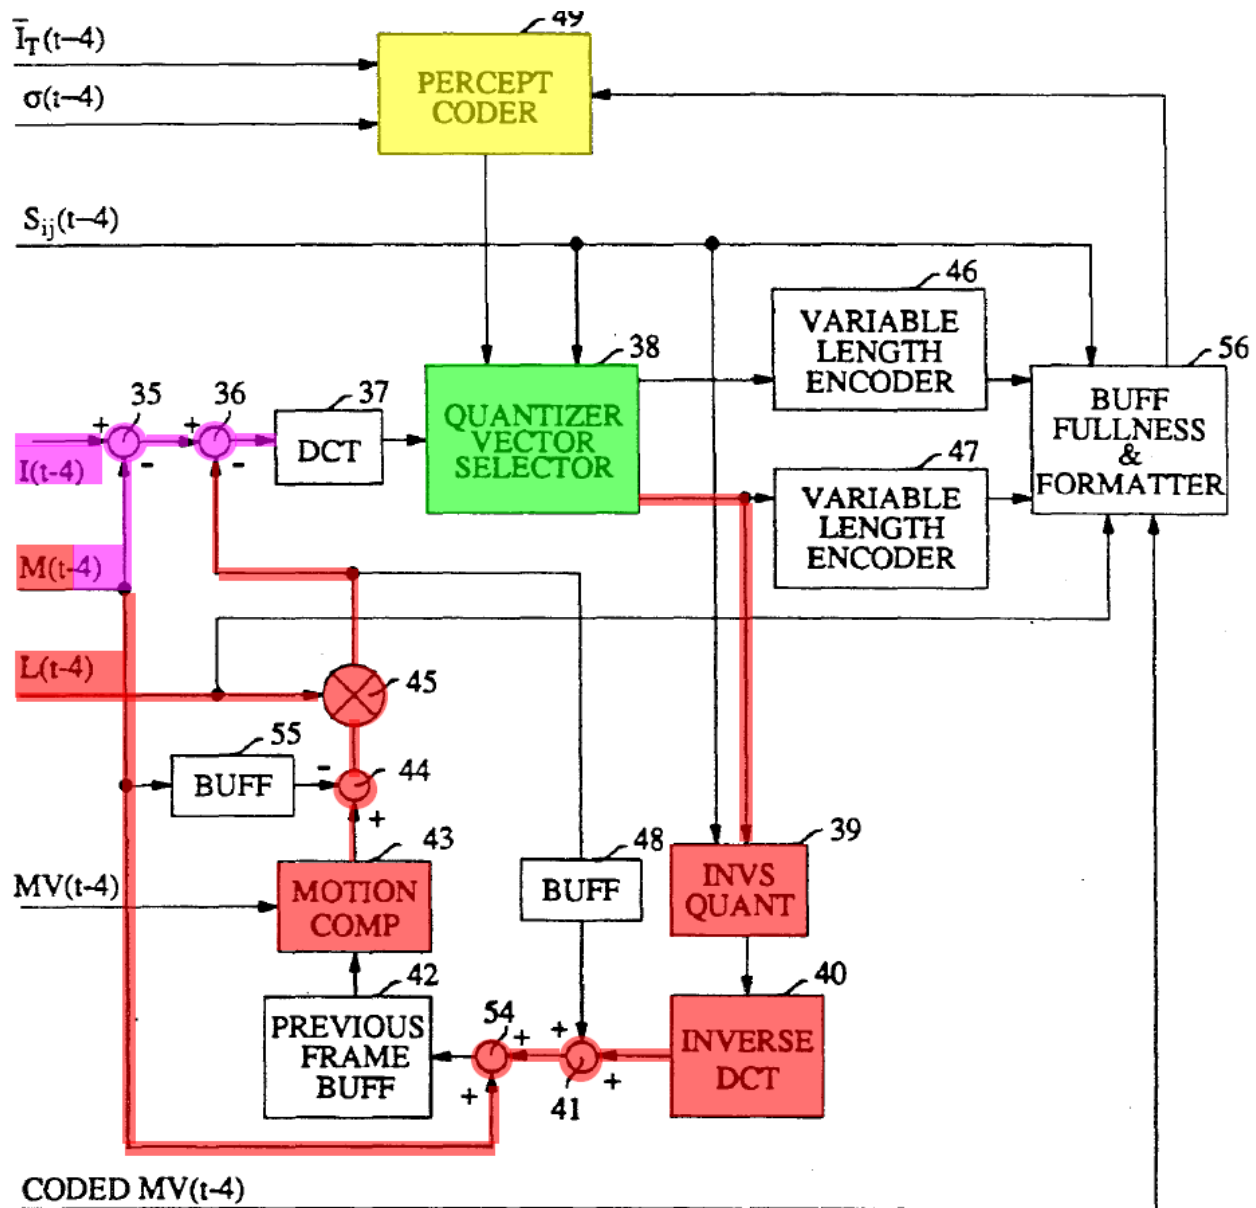 49
ĪT(t-4)
σ(t-4)
PERCEPT
CODER
Sij(t-4)
46
VARIABLE
LENGTH
ENCODER
38
56
35
36
37
+
+
-
-
I(t-4)
DCT
QUANTIZER
VECTOR
SELECTOR
BUFF
FULLNESS
&
FORMATTER
47
VARIABLE
LENGTH
ENCODER
M(t-4)
L(t-4)
45
55
BUFF
-
44
+
43
MOTION
COMP
MV(t-4)
48
BUFF
39
INVS
QUANT
42
PREVIOUS
FRAME
BUFF
54
+
+
+
+
41
40
INVERSE
DCT
CODED MV(t-4)